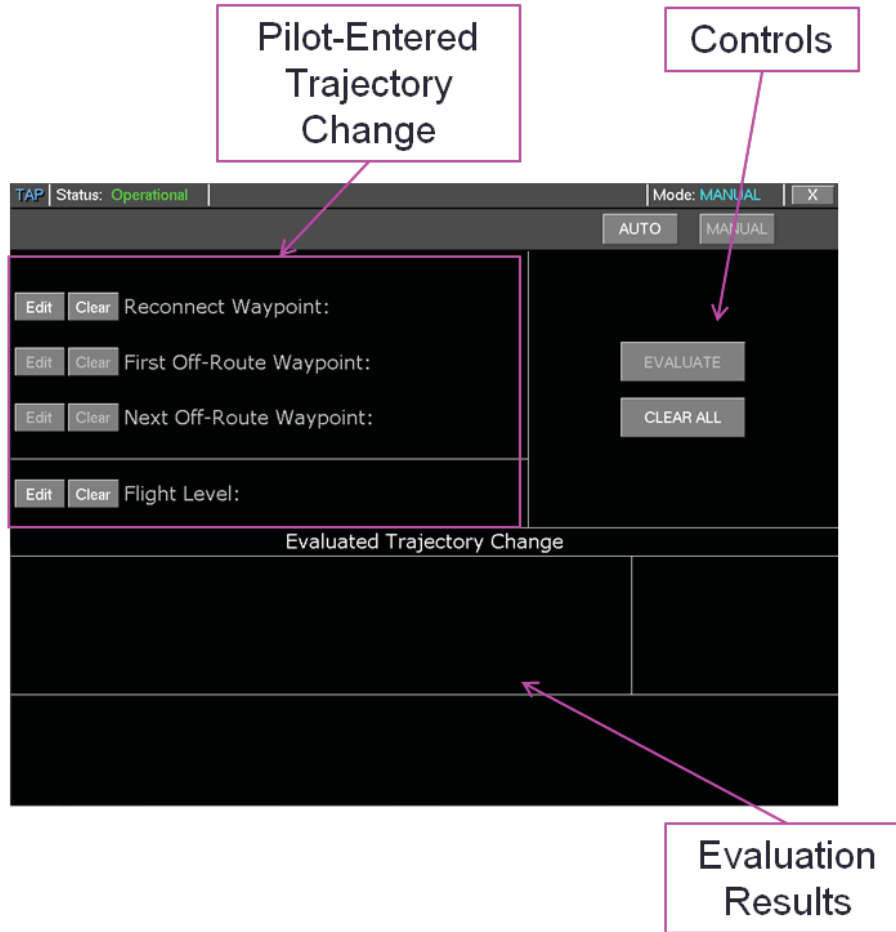 Pilot-Entered
Trajectory
Change
Controls
TAP Status: Operational Mode: MANUAL X
AUTO MANUAL
Edit Clear Reconnect Waypoint:
Edit Clear First Off-Route Waypoint:
EVALUATE
Edit Clear Next Off-Route Waypoint:
CLEAR ALL
Edit Clear Flight Level:
Evaluated Trajectory Change
Evaluation
Results